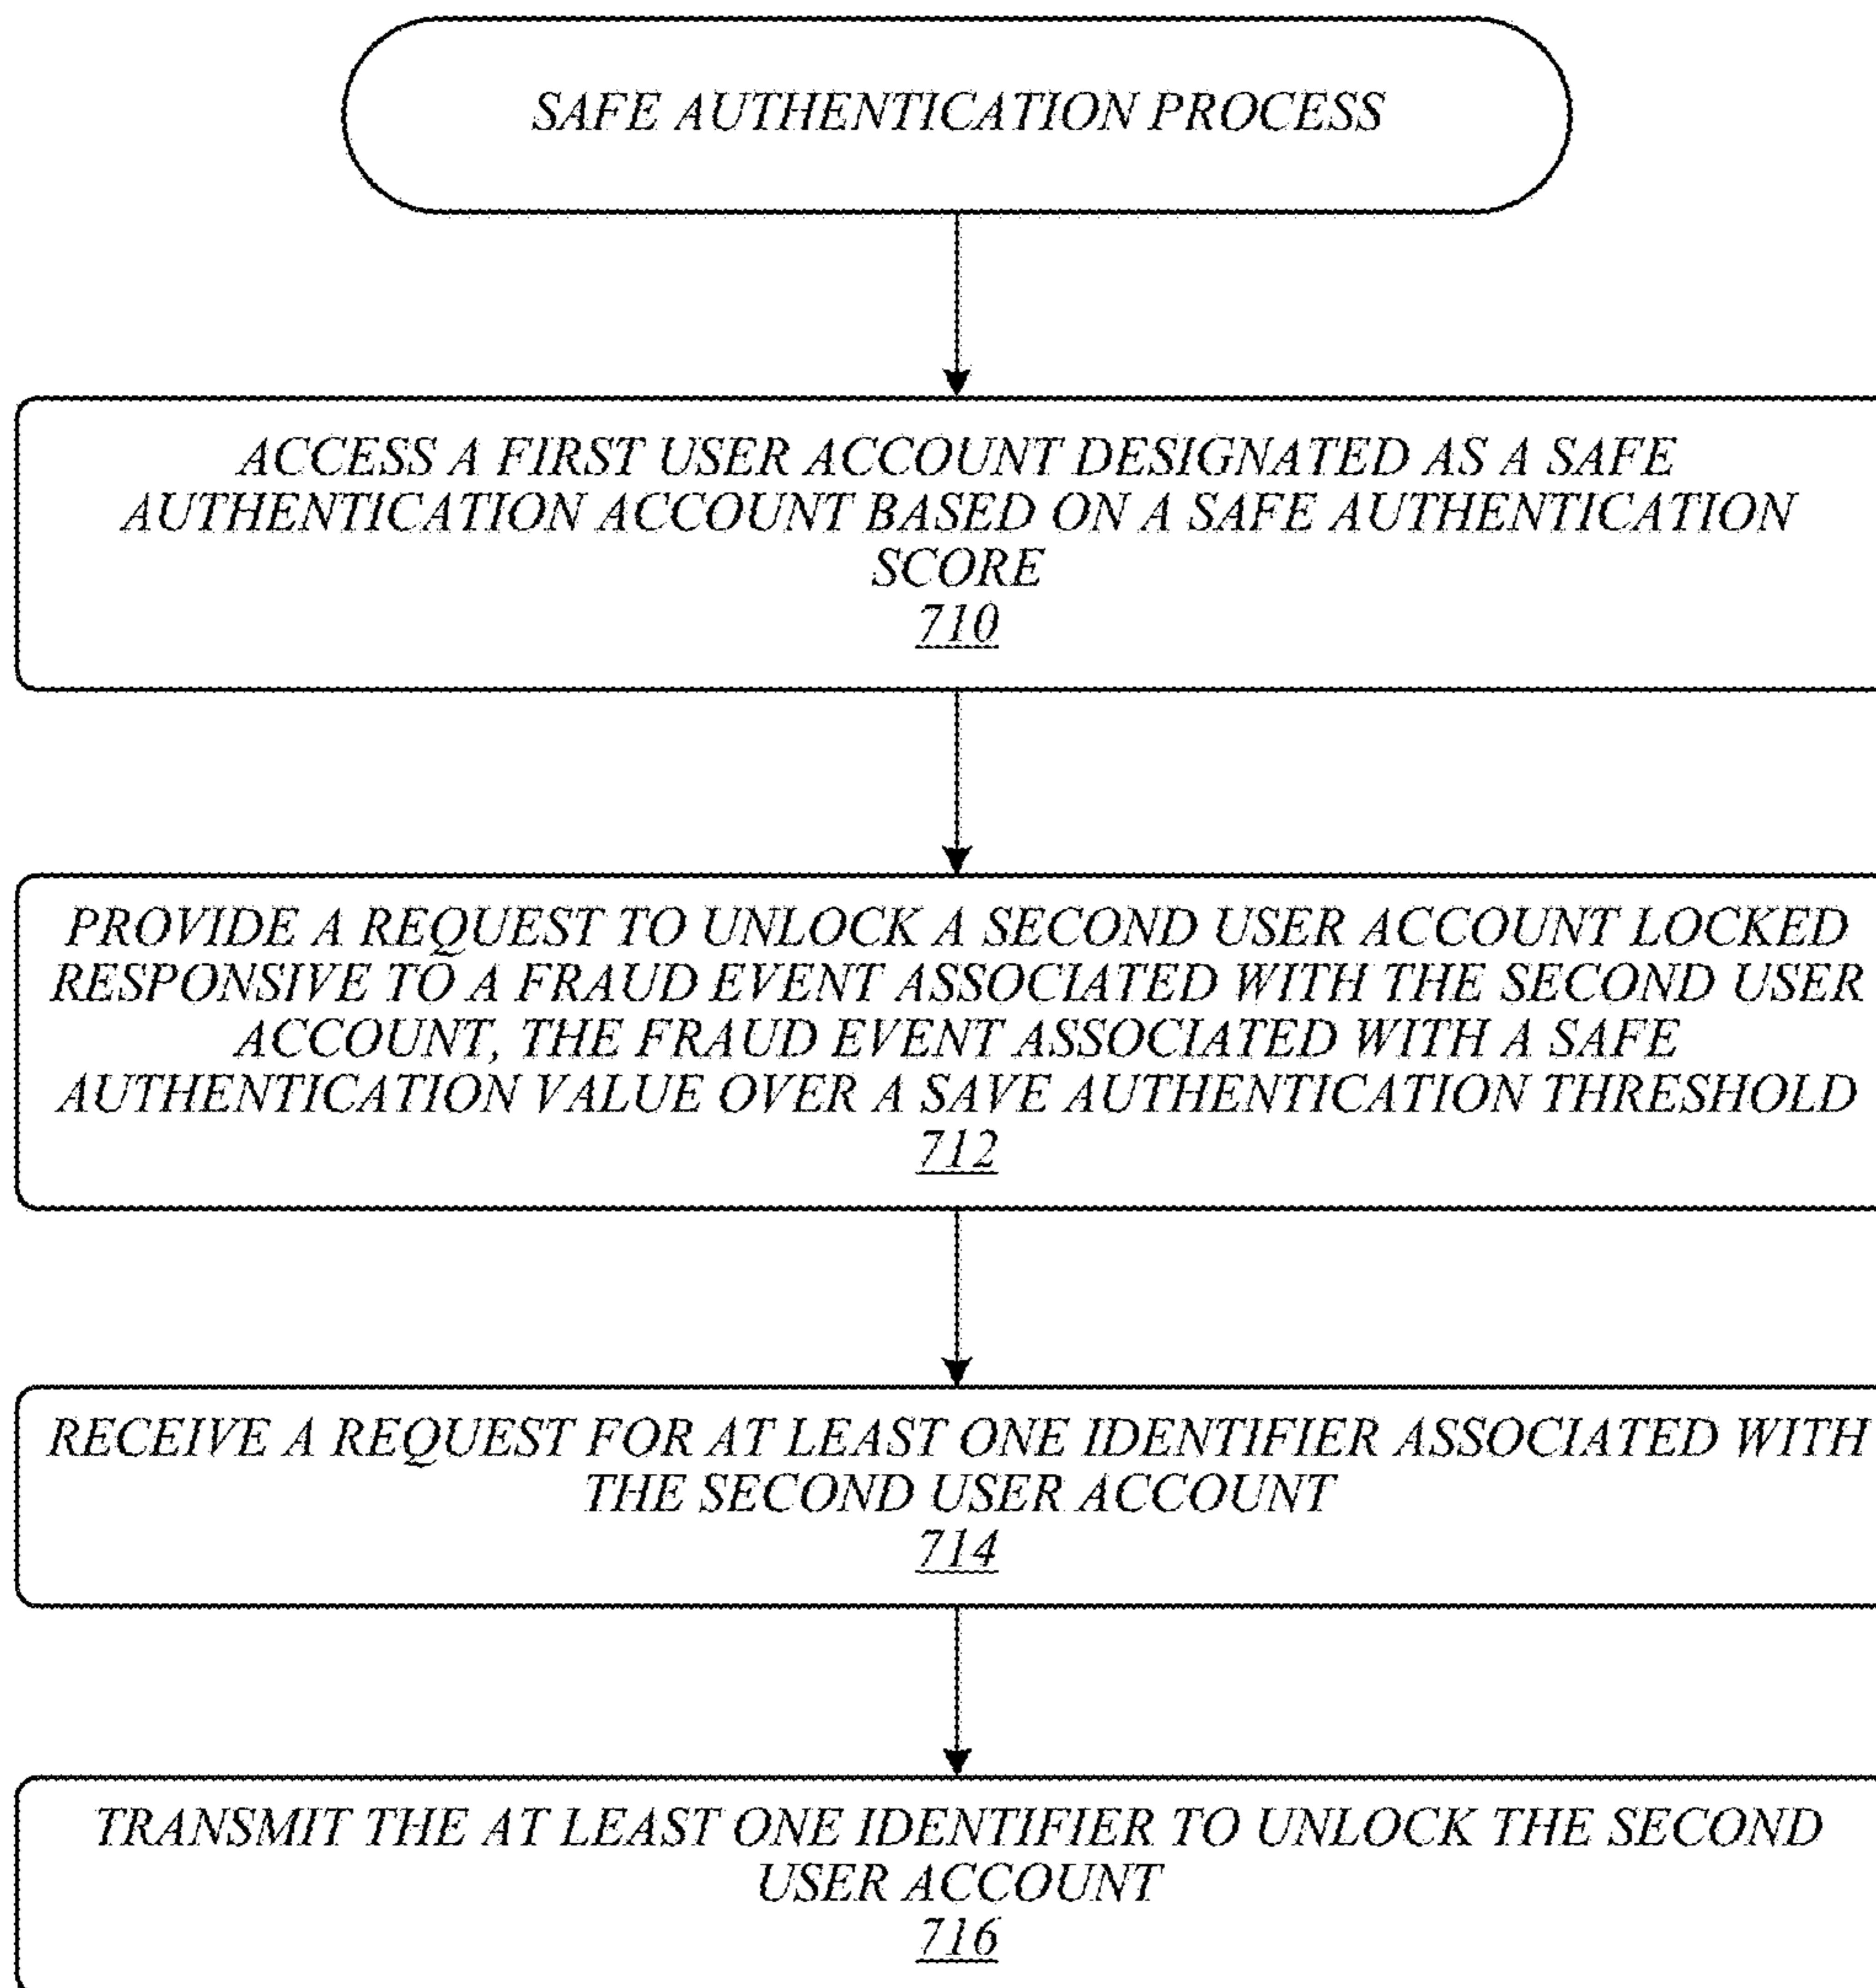 SAFE AUTHENTICATION PROCESS
ACCESS A FIRST USER ACCOUNT DESIGNATED AS A SAFE
AUTHENTICATION ACCOUNT BASED ON A SAFE AUTHENTICATION
SCORE
710
PROVIDE A REQUEST TO UNLOCK A SECOND USER ACCOUNT LOCKED
RESPONSIVE TO A FRAUD EVENT ASSOCIATED WITH THE SECOND USER
ACCOUNT, THE FRAUD EVENT ASSOCIATED WITH A SAFE
AUTHENTICATION VALUE OVER A SAVE AUTHENTICATION THRESHOLD
712
RECEIVE A REQUEST FOR AT LEAST ONE IDENTIFIER ASSOCIATED WITH
THE SECOND USER ACCOUNT
714
TRANSMIT THE AT LEAST ONE IDENTIFIER TO UNLOCK THE SECOND
USER ACCOUNT
716